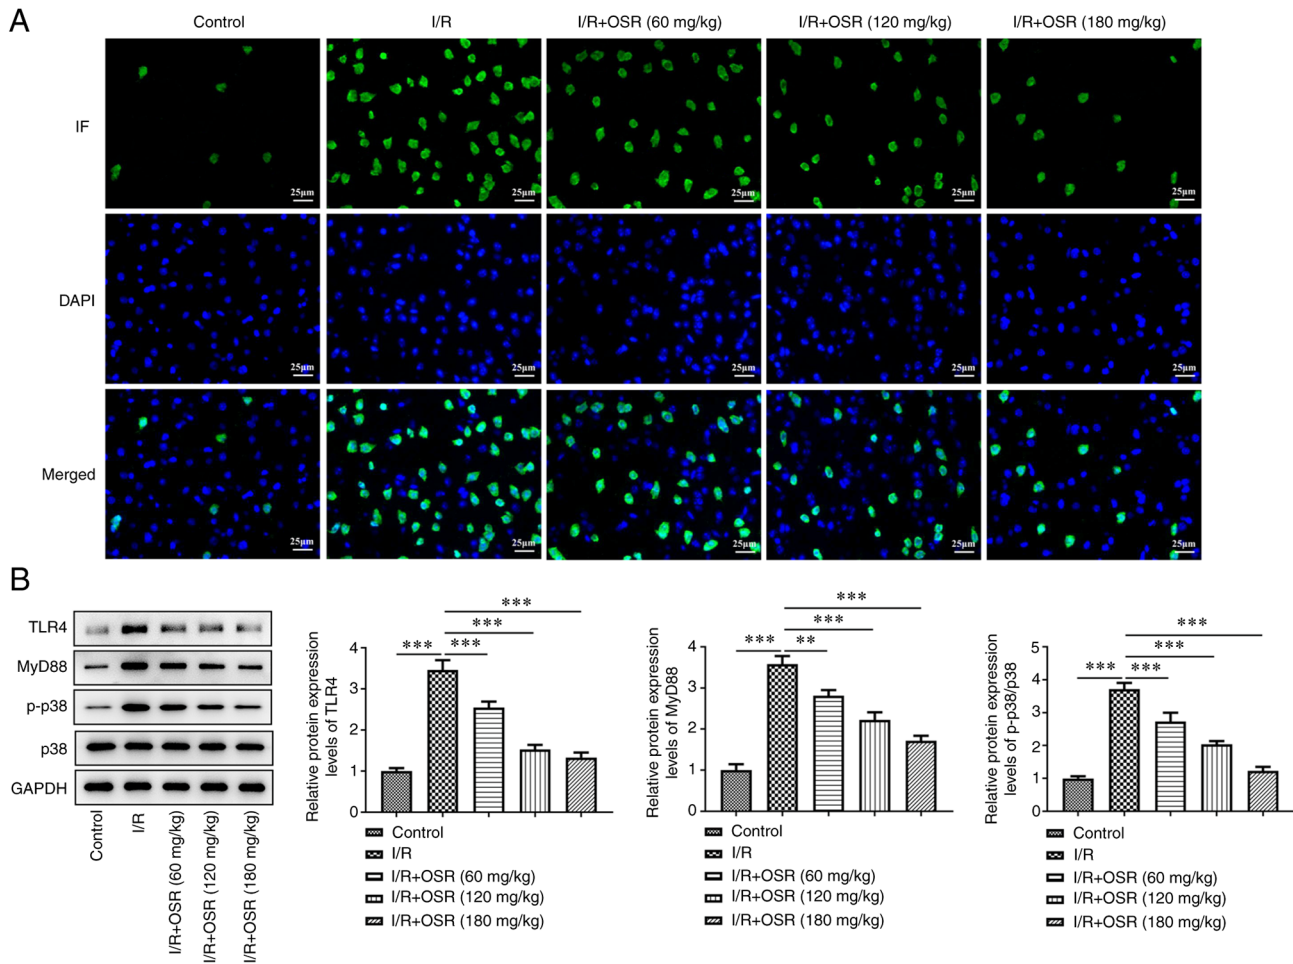 A
Control
I/R
I/R+OSR (60 mg/kg)
I/R+OSR (120 mg/kg)
I/R+OSR (180 mg/kg)
IF
25μm
25μm
25μm
25μm
25μm
DAPI
25μm
25μm
25μm
25μm
25μm
Merged
25μm
25μm
25μm
25μm
25μm
B
TLR4
MyD88
p-p38
p38
GAPDH
Control
I/R
I/R+OSR (60 mg/kg)
I/R+OSR (120 mg/kg)
I/R+OSR (180 mg/kg)
Relative protein expression
levels of TLR4
4
3
2
1
0
***
***
***
***
Control
I/R
I/R+OSR (60 mg/kg)
I/R+OSR (120 mg/kg)
I/R+OSR (180 mg/kg)
Relative protein expression
levels of MyD88
4
3
2
1
0
***
***
***
**
Control
I/R
I/R+OSR (60 mg/kg)
I/R+OSR (120 mg/kg)
I/R+OSR (180 mg/kg)
Relative protein expression
levels of p-p38/p38
5
4
3
2
1
0
***
***
***
***
Control
I/R
I/R+OSR (60 mg/kg)
I/R+OSR (120 mg/kg)
I/R+OSR (180 mg/kg)